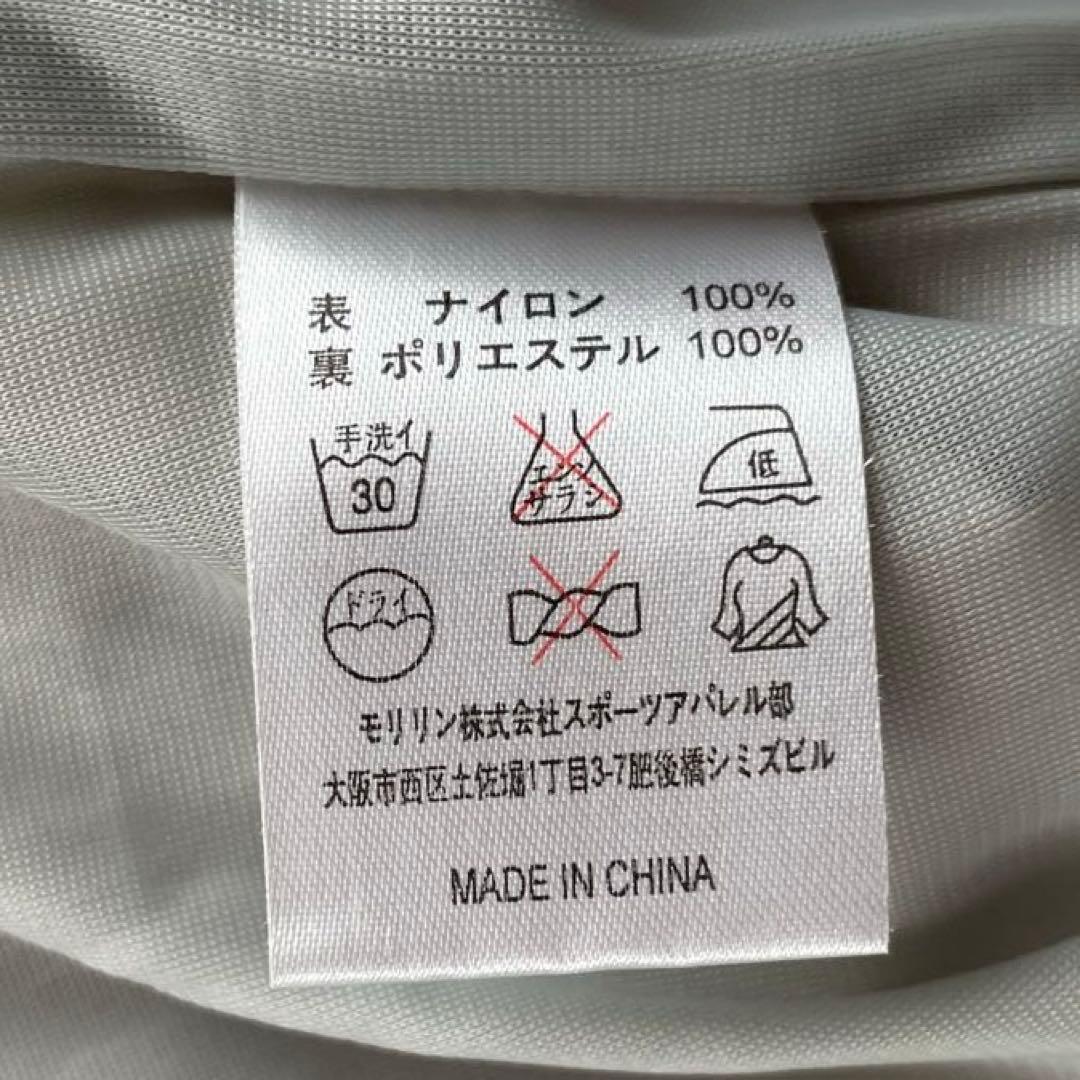 表 ナイロン 100%
裏 ポリエステル 100%
手洗イ
30
エンソ
サラシ
低
ドライ
モリリン株式会社スポーツアパレル部
大阪市西区土佐堀1丁目3-7肥後橋シミズビル
MADE IN CHINA